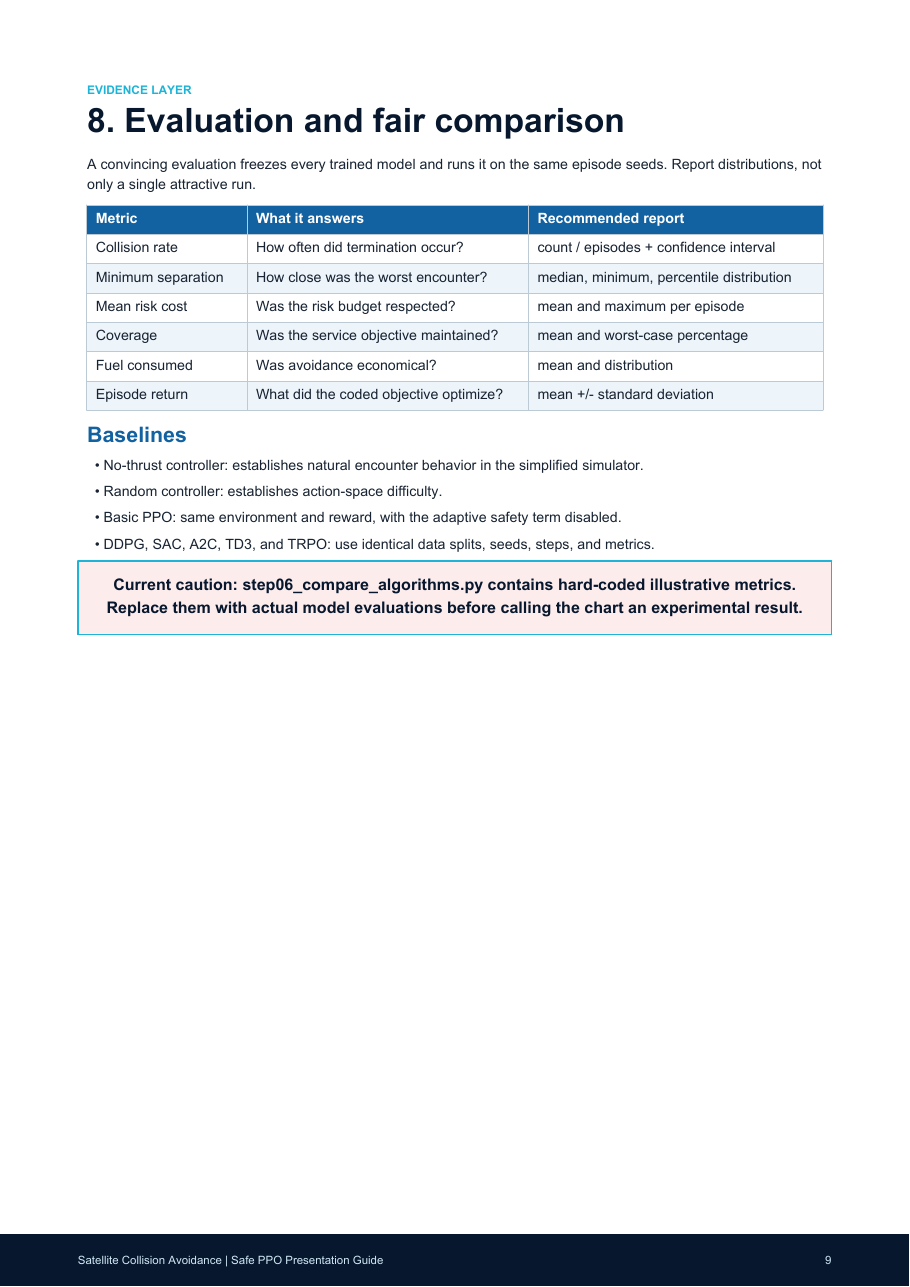 EVIDENCE LAYER
8. Evaluation and fair comparison
A convincing evaluation freezes every trained model and runs it on the same episode seeds. Report distributions, not
only a single attractive run.
Metric What it answers Recommended report
Collision rate How often did termination occur? count / episodes + confidence interval
Minimum separation How close was the worst encounter? median, minimum, percentile distribution
Mean risk cost Was the risk budget respected? mean and maximum per episode
Coverage Was the service objective maintained? mean and worst-case percentage
Fuel consumed Was avoidance economical? mean and distribution
Episode return What did the coded objective optimize? mean +/- standard deviation
Baselines
• No-thrust controller: establishes natural encounter behavior in the simplified simulator.
• Random controller: establishes action-space difficulty.
• Basic PPO: same environment and reward, with the adaptive safety term disabled.
• DDPG, SAC, A2C, TD3, and TRPO: use identical data splits, seeds, steps, and metrics.
Current caution: step06_compare_algorithms.py contains hard-coded illustrative metrics.
Replace them with actual model evaluations before calling the chart an experimental result.
Satellite Collision Avoidance | Safe PPO Presentation Guide 9